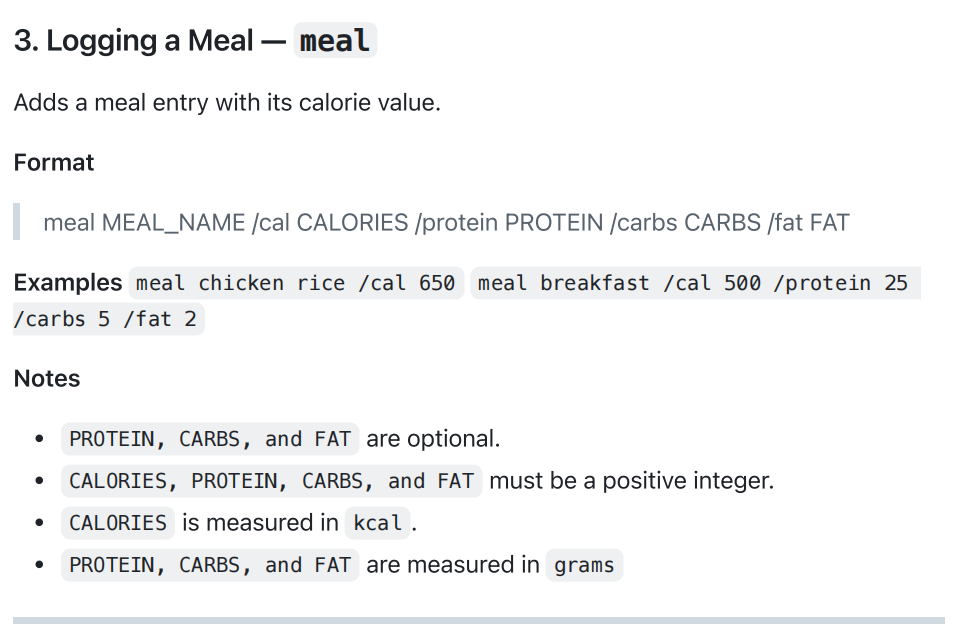 3. Logging a Meal — meal
Adds a meal entry with its calorie value.
Format
meal MEAL_NAME /cal CALORIES /protein PROTEIN /carbs CARBS /fat FAT
Examples meal chicken rice /cal 650 meal breakfast /cal 500 /protein 25
/carbs 5 /fat 2
Notes
• PROTEIN, CARBS, and FAT are optional.
• CALORIES, PROTEIN, CARBS, and FAT must be a positive integer.
• CALORIES is measured in kcal.
• PROTEIN, CARBS, and FAT are measured in grams